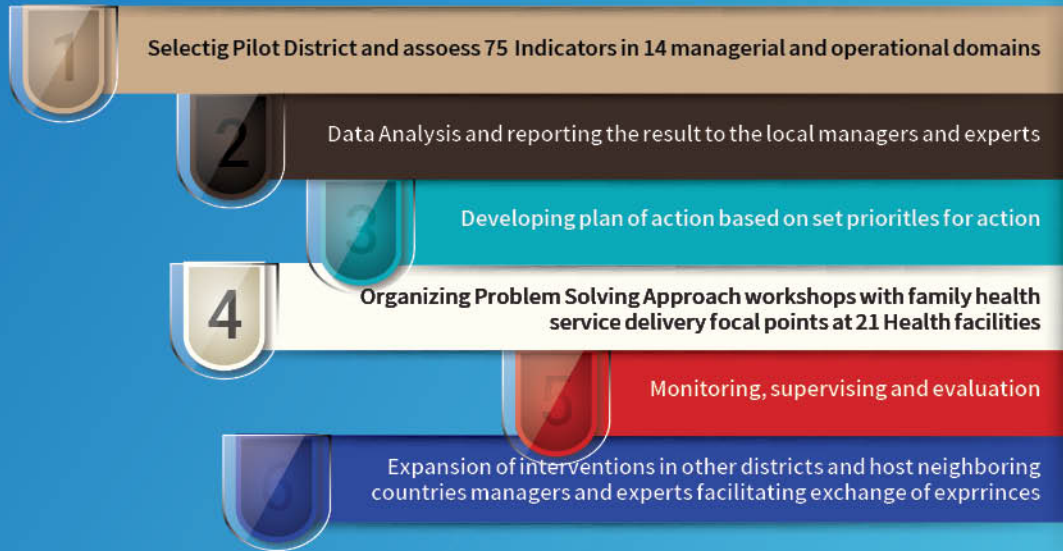 1
Selectig Pilot District and assoess 75 Indicators in 14 managerial and operational domains
2
Data Analysis and reporting the result to the local managers and experts
3
Developing plan of action based on set prioritles for action
4
Organizing Problem Solving Approach workshops with family health
service delivery focal points at 21 Health facilities
5
Monitoring, supervising and evaluation
6
Expansion of interventions in other districts and host neighboring
countries managers and experts facilitating exchange of exprrinces